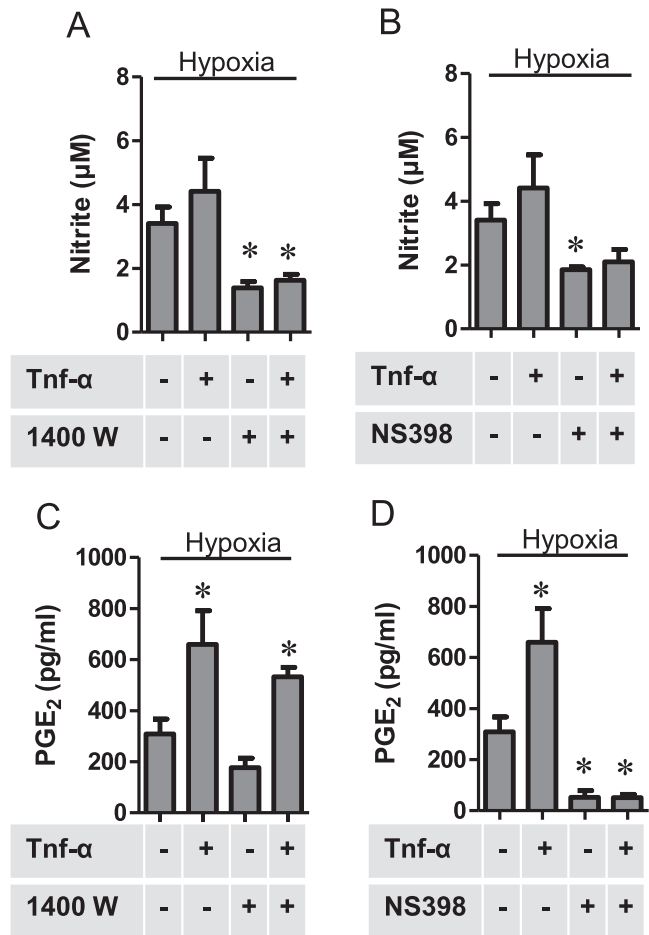 A
Hypoxia
Nitrite (µM)
8
6
4
2
0
*
*
Tnf-α - + - +
1400 W - - + +
B
Hypoxia
Nitrite (µM)
8
6
4
2
0
*
Tnf-α - + - +
NS398 - - + +
C
Hypoxia
PGE₂ (pg/ml)
1000
800
600
400
200
0
*
*
Tnf-α - + - +
1400 W - - + +
D
Hypoxia
PGE₂ (pg/ml)
1000
800
600
400
200
0
*
*
*
Tnf-α - + - +
NS398 - - + +